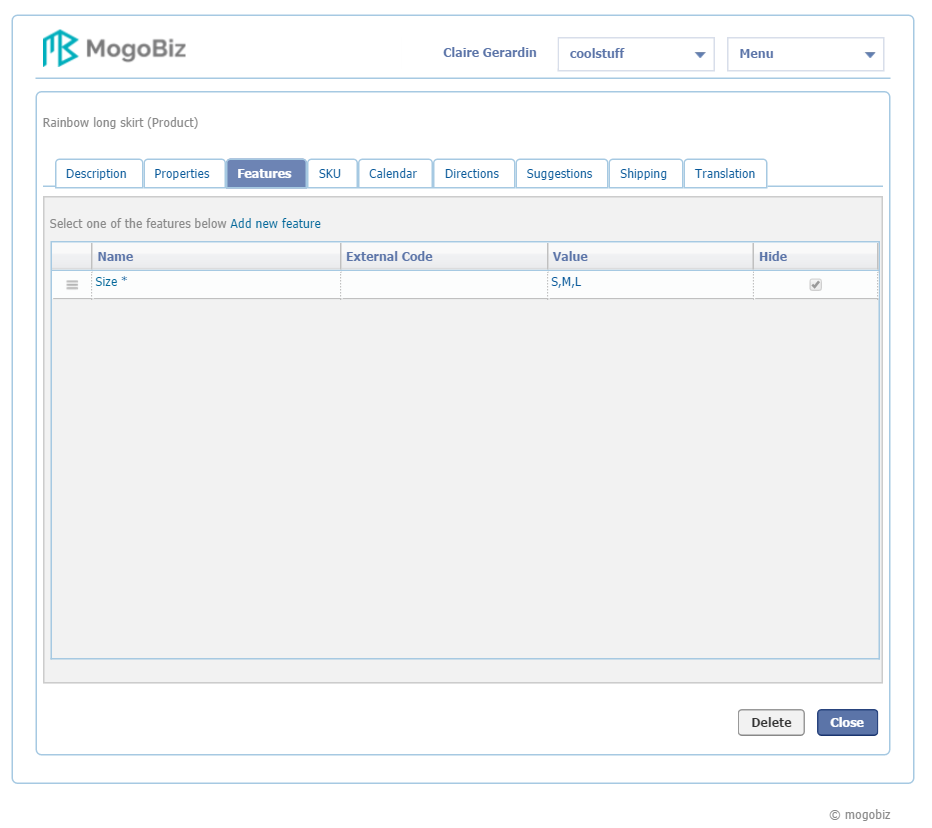 MogoBiz
Claire Gerardin coolstuff Menu
Rainbow long skirt (Product)
Description Properties Features SKU Calendar Directions Suggestions Shipping Translation
Select one of the features below Add new feature
Name External Code Value Hide
Size * S,M,L
Delete Close
© mogobiz